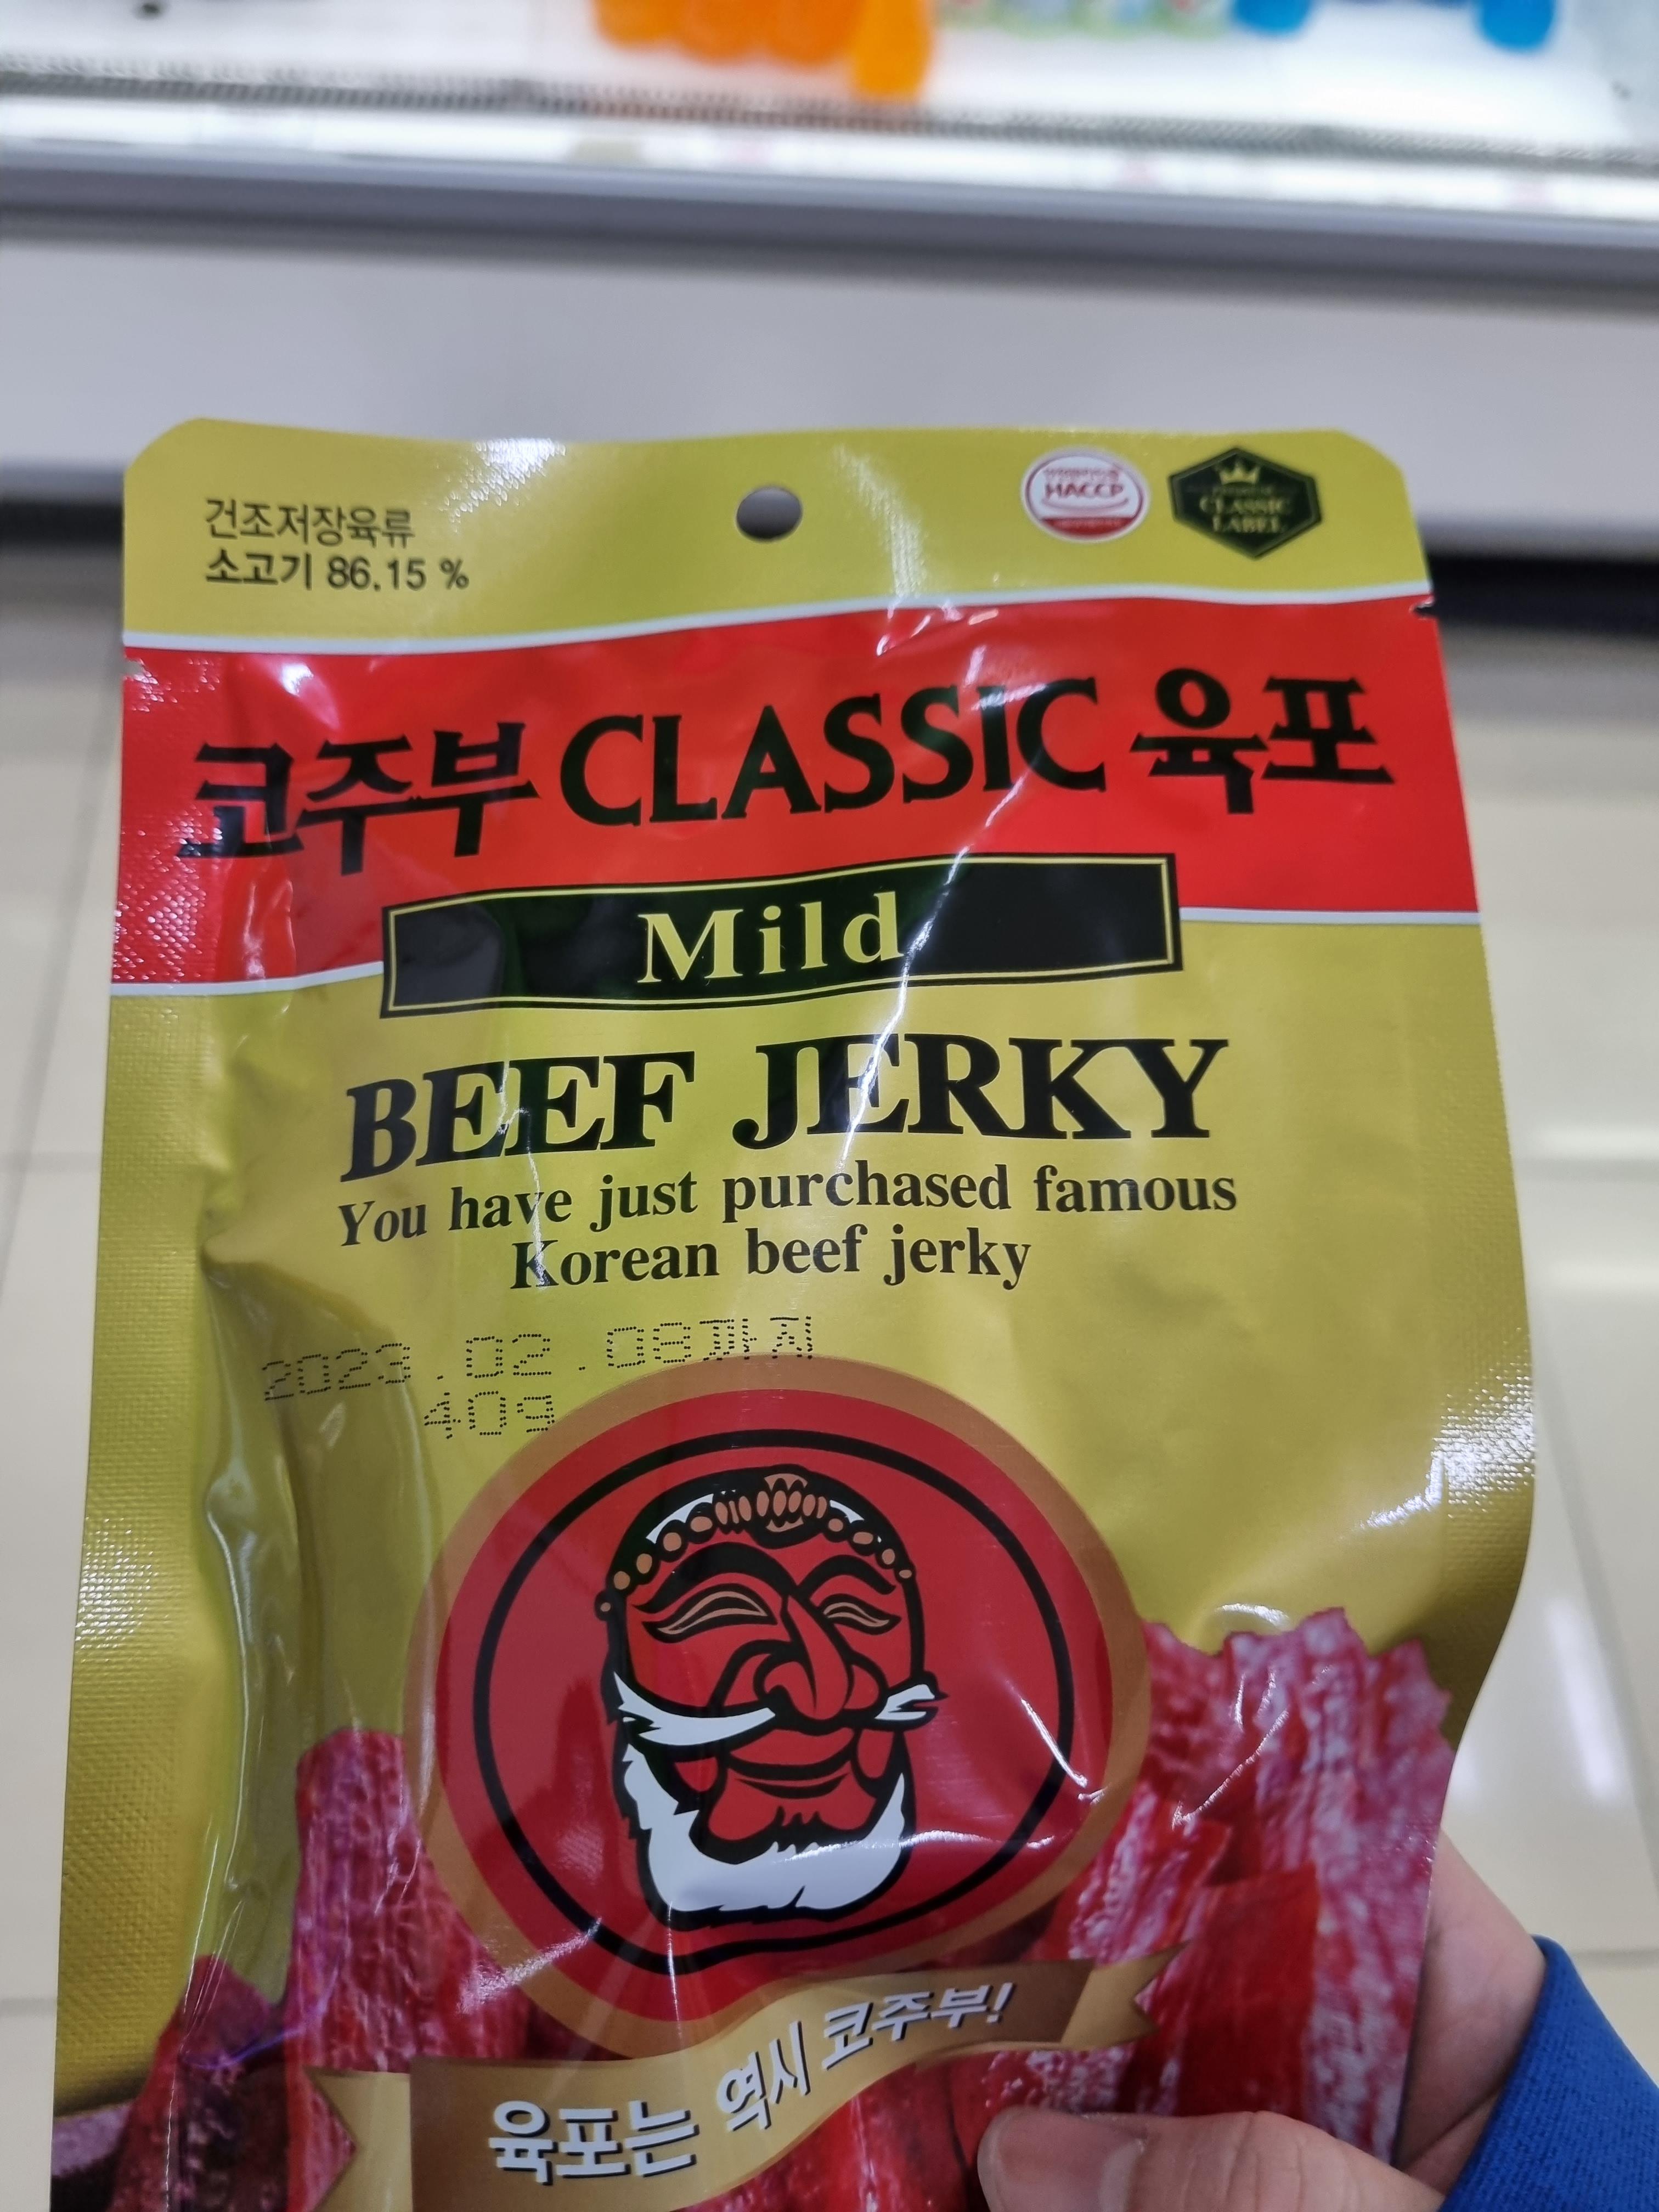 건조저장육류
소고기 86.15 %
HACCP
CLASSIC
LABEL
코주부 CLASSIC 육포
Mild
BEEF JERKY
You have just purchased famous
Korean beef jerky
2023.02.08까지
40g
육포는 역시 코주부!